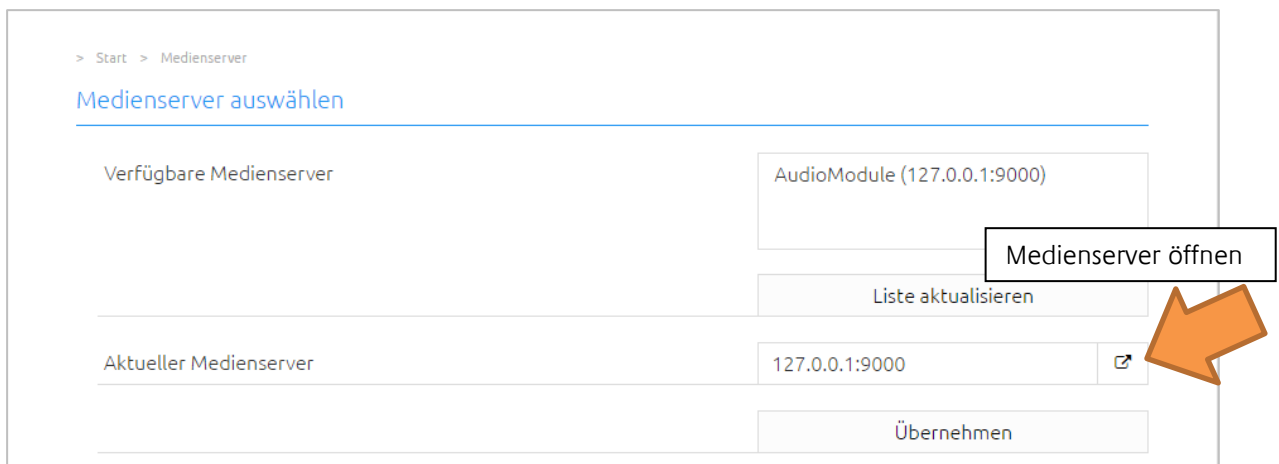 > Start > Medienserver
Medienserver auswählen
Verfügbare Medienserver
AudioModule (127.0.0.1:9000)
Medienserver öffnen
Liste aktualisieren
Aktueller Medienserver
127.0.0.1:9000
Übernehmen